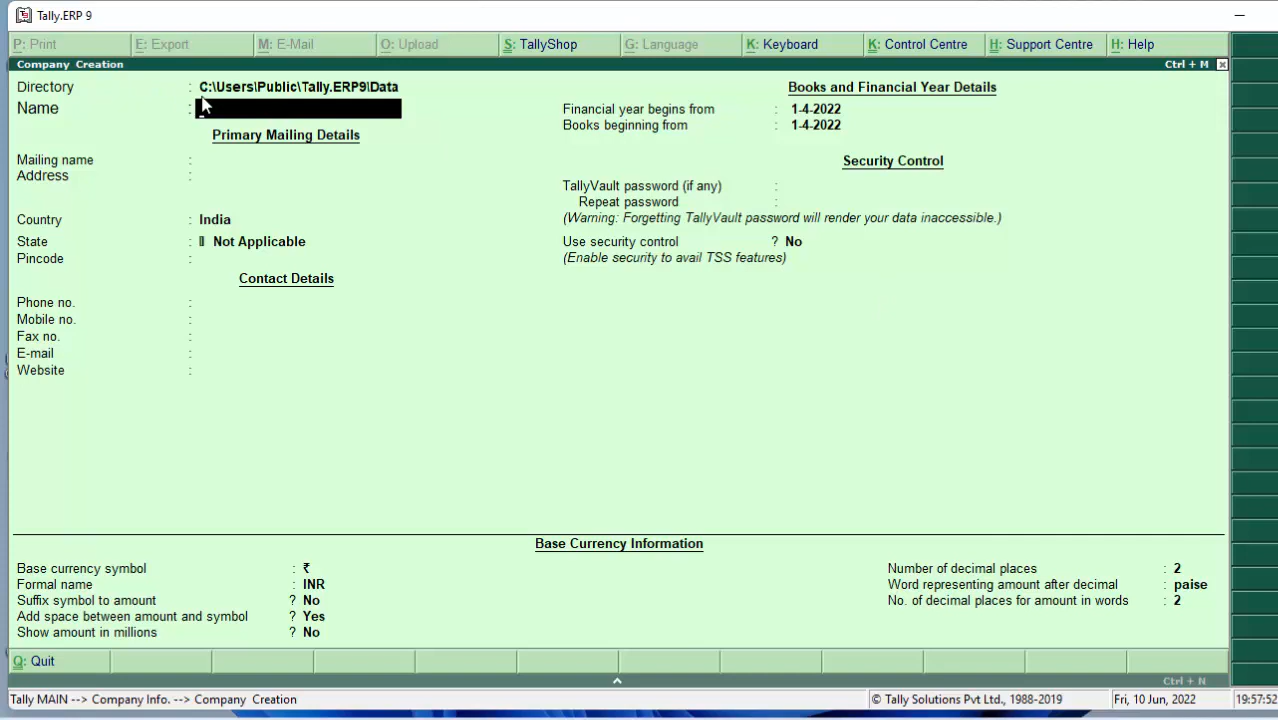 Tally.ERP 9
P: Print E: Export M: E-Mail O: Upload S: TallyShop G: Language K: Keyboard K: Control Centre H: Support Centre H: Help
Company Creation Ctrl + M
Directory : C:\Users\Public\Tally.ERP9\Data
Name :
Primary Mailing Details
Mailing name :
Address :
Country : India
State : Not Applicable
Pincode :
Contact Details
Phone no. :
Mobile no. :
Fax no. :
E-mail :
Website :
Books and Financial Year Details
Financial year begins from : 1-4-2022
Books beginning from : 1-4-2022
Security Control
TallyVault password (if any) :
Repeat password :
(Warning: Forgetting TallyVault password will render your data inaccessible.)
Use security control ? No
(Enable security to avail TSS features)
Base Currency Information
Base currency symbol : ₹
Formal name : INR
Suffix symbol to amount ? No
Add space between amount and symbol ? Yes
Show amount in millions ? No
Number of decimal places : 2
Word representing amount after decimal : paise
No. of decimal places for amount in words : 2
Q: Quit
Ctrl + N
Tally MAIN --> Company Info. --> Company Creation © Tally Solutions Pvt Ltd., 1988-2019 Fri, 10 Jun, 2022 19:57:52